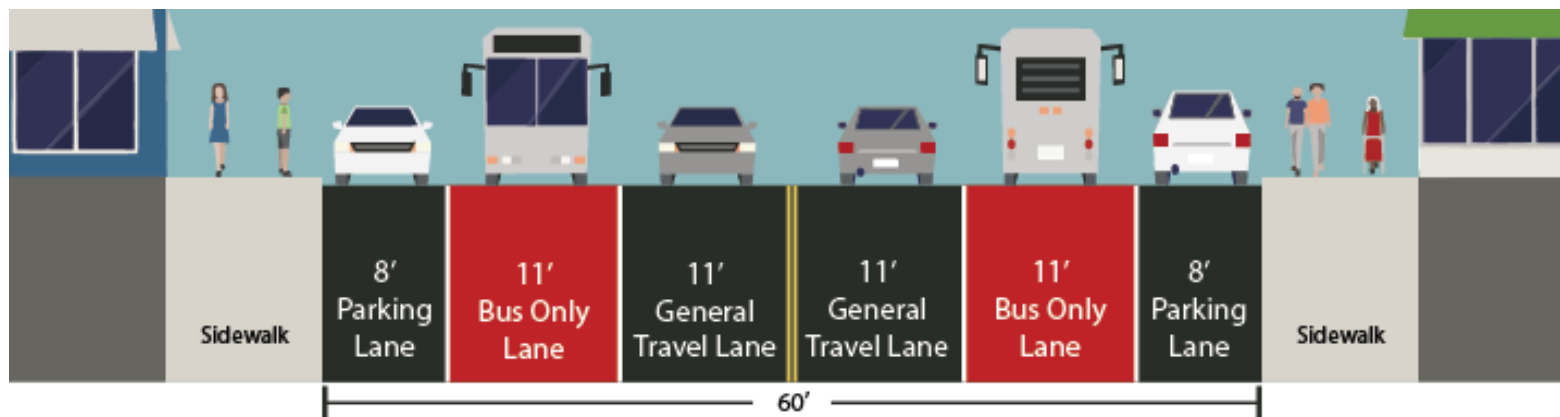 8’
Parking
Lane
11’
Bus Only
Lane
11’
General
Travel Lane
11’
General
Travel Lane
11’
Bus Only
Lane
8’
Parking
Lane
Sidewalk
Sidewalk
60’